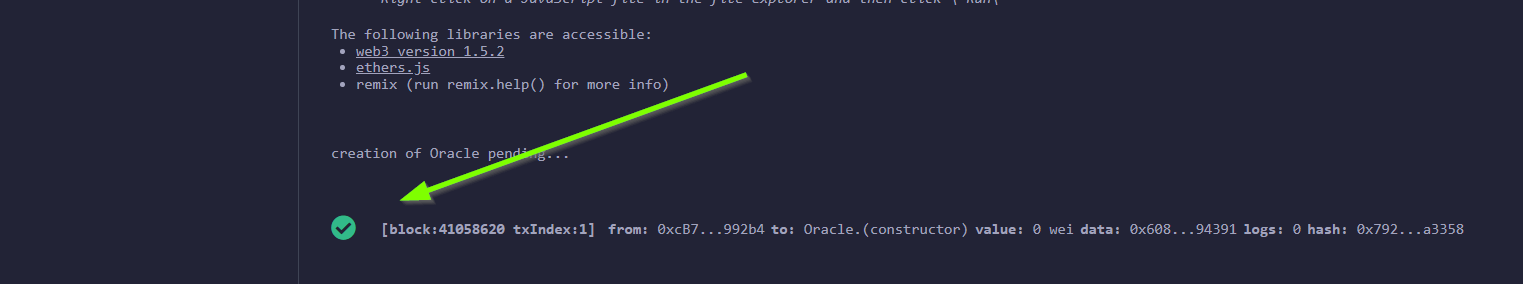 Right click on a JavaScript file in the file explorer and then click \`Run\`
The following libraries are accessible:
• web3 version 1.5.2
• ethers.js
• remix (run remix.help() for more info)
creation of Oracle pending...
[block:41058620 txIndex:1] from: 0xcB7...992b4 to: Oracle.(constructor) value: 0 wei data: 0x608...94391 logs: 0 hash: 0x792...a3358